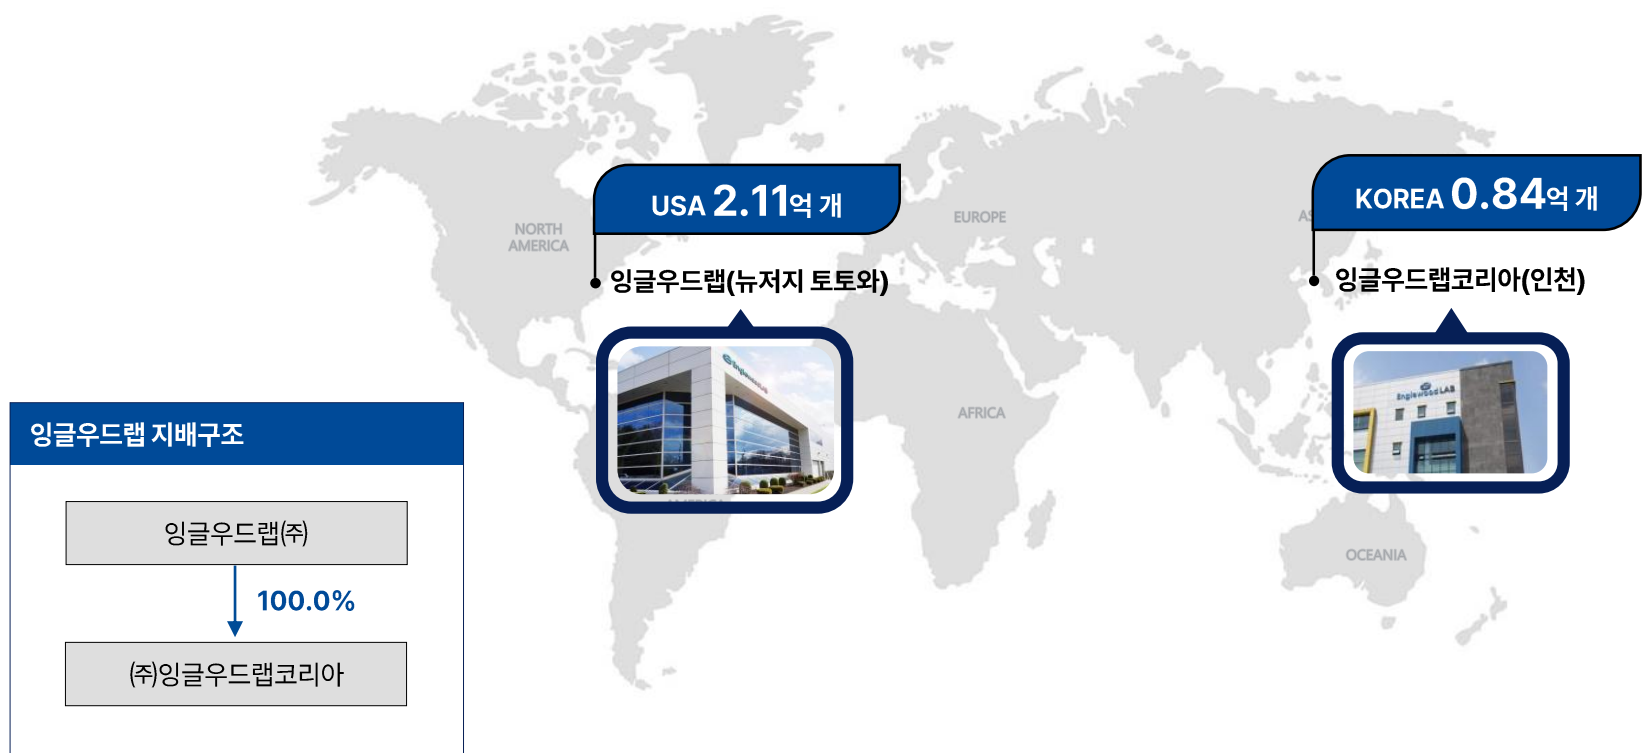 USA 2.11억 개
KOREA 0.84억 개
NORTH
AMERICA
EUROPE
AS
잉글우드랩(뉴저지 토토와)
잉글우드랩코리아(인천)
EnglewoodLAB
EnglewoodLAB
AFRICA
잉글우드랩 지배구조
잉글우드랩㈜
100.0%
㈜잉글우드랩코리아
OCEANIA